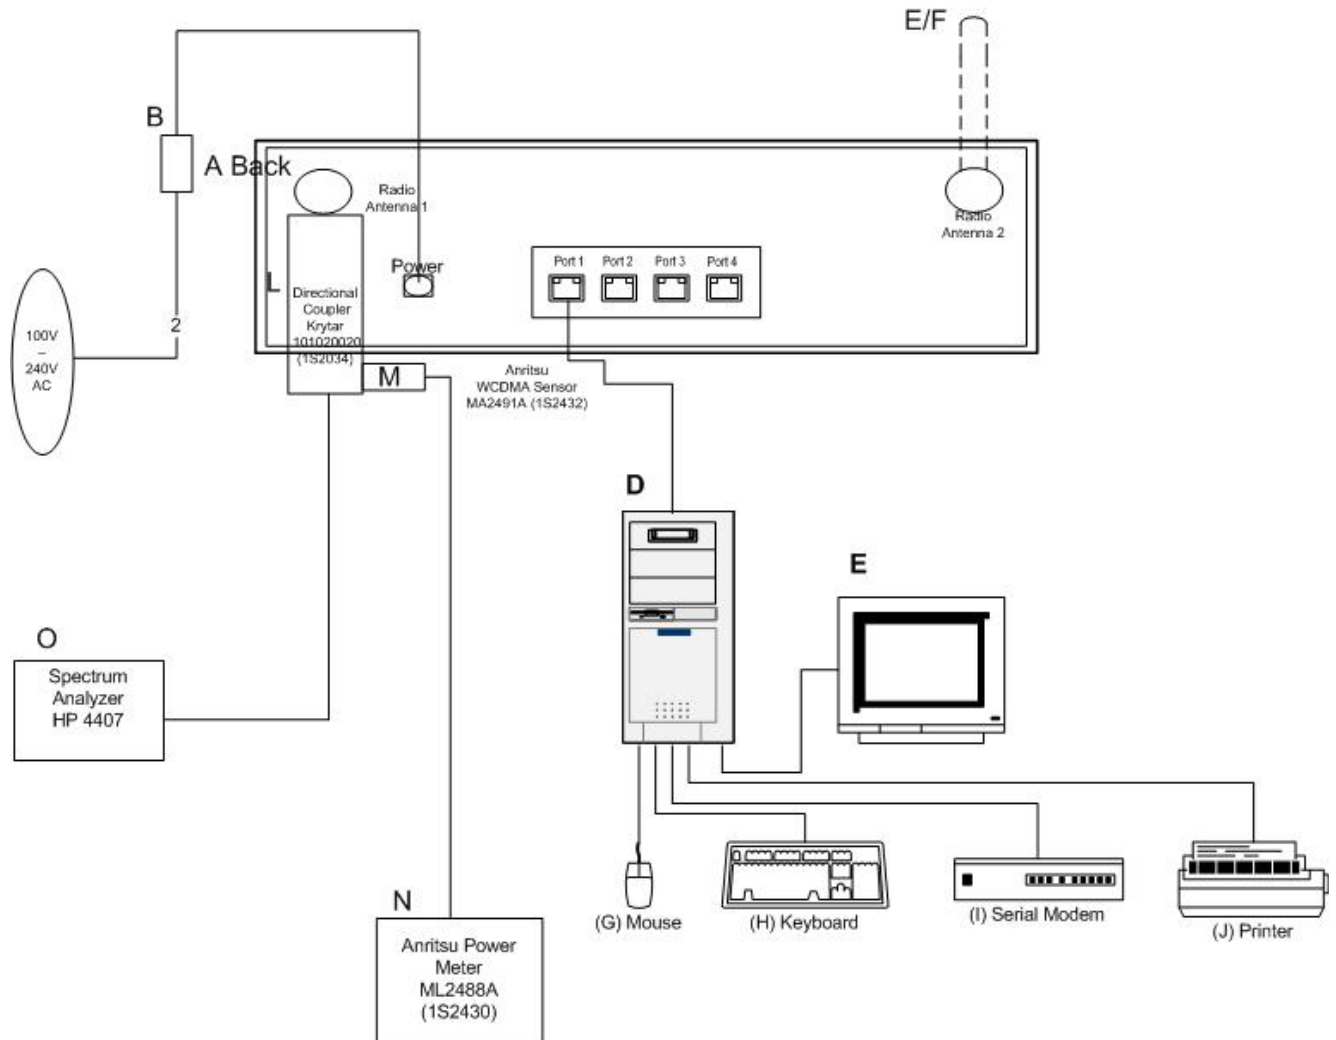 E/F
B
A Back
Radio
Antenna 1
Radio
Antenna 2
Power
Port 1
Port 2
Port 3
Port 4
L
Directional
Coupler
Krytar
101020020
(1S2034)
100V
–
240V
AC
2
M
Anritsu
WCDMA Sensor
MA2491A (1S2432)
D
E
O
Spectrum
Analyzer
HP 4407
N
Anritsu Power
Meter
ML2488A
(1S2430)
(G) Mouse
(H) Keyboard
(I) Serial Modem
(J) Printer